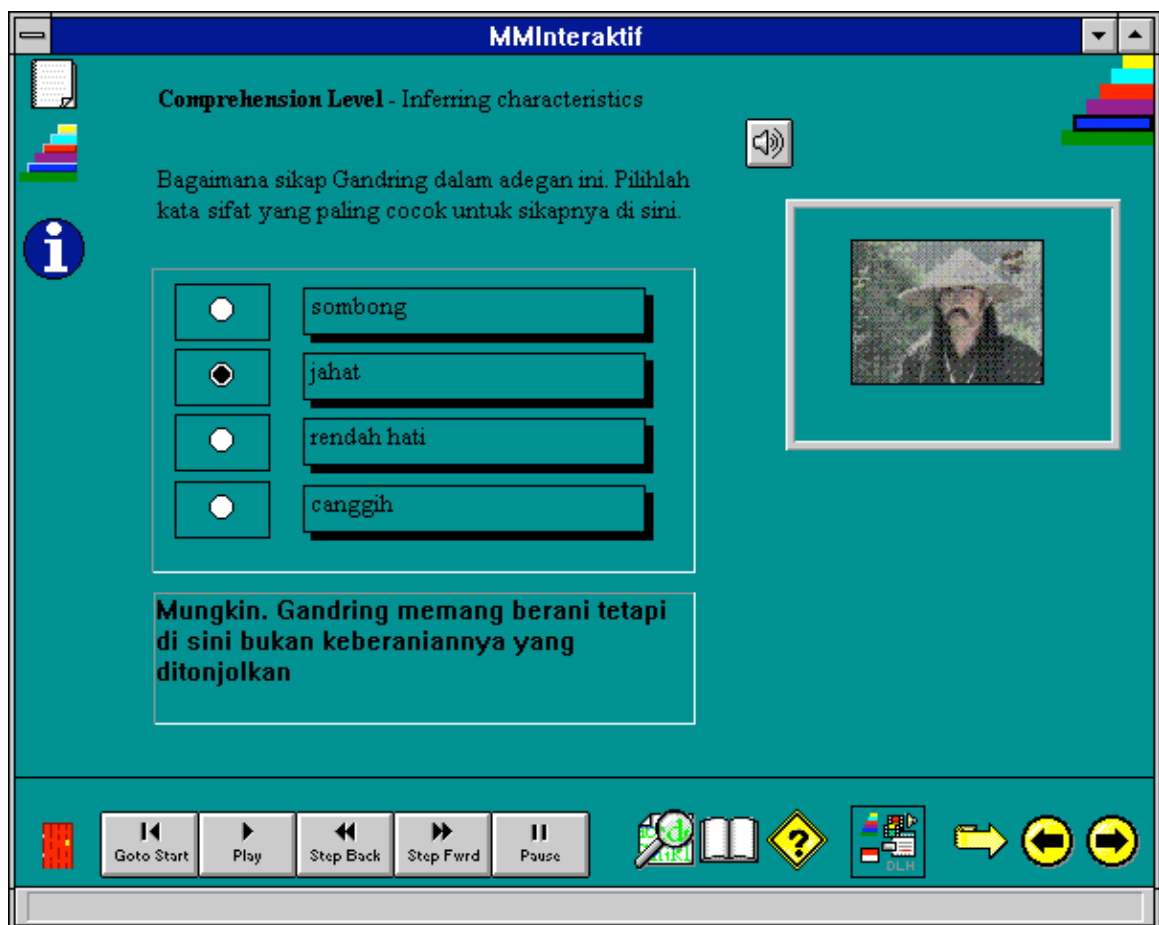 MMInteraktif
Comprehension Level - Inferring characteristics
Bagaimana sikap Gandring dalam adegan ini. Pilihlah
kata sifat yang paling cocok untuk sikapnya di sini.
sombong
jahat
rendah hati
canggih
Mungkin. Gandring memang berani tetapi
di sini bukan keberaniannya yang
ditonjolkan
Goto Start Play Step Back Step Fwrd Pause
?
DLH